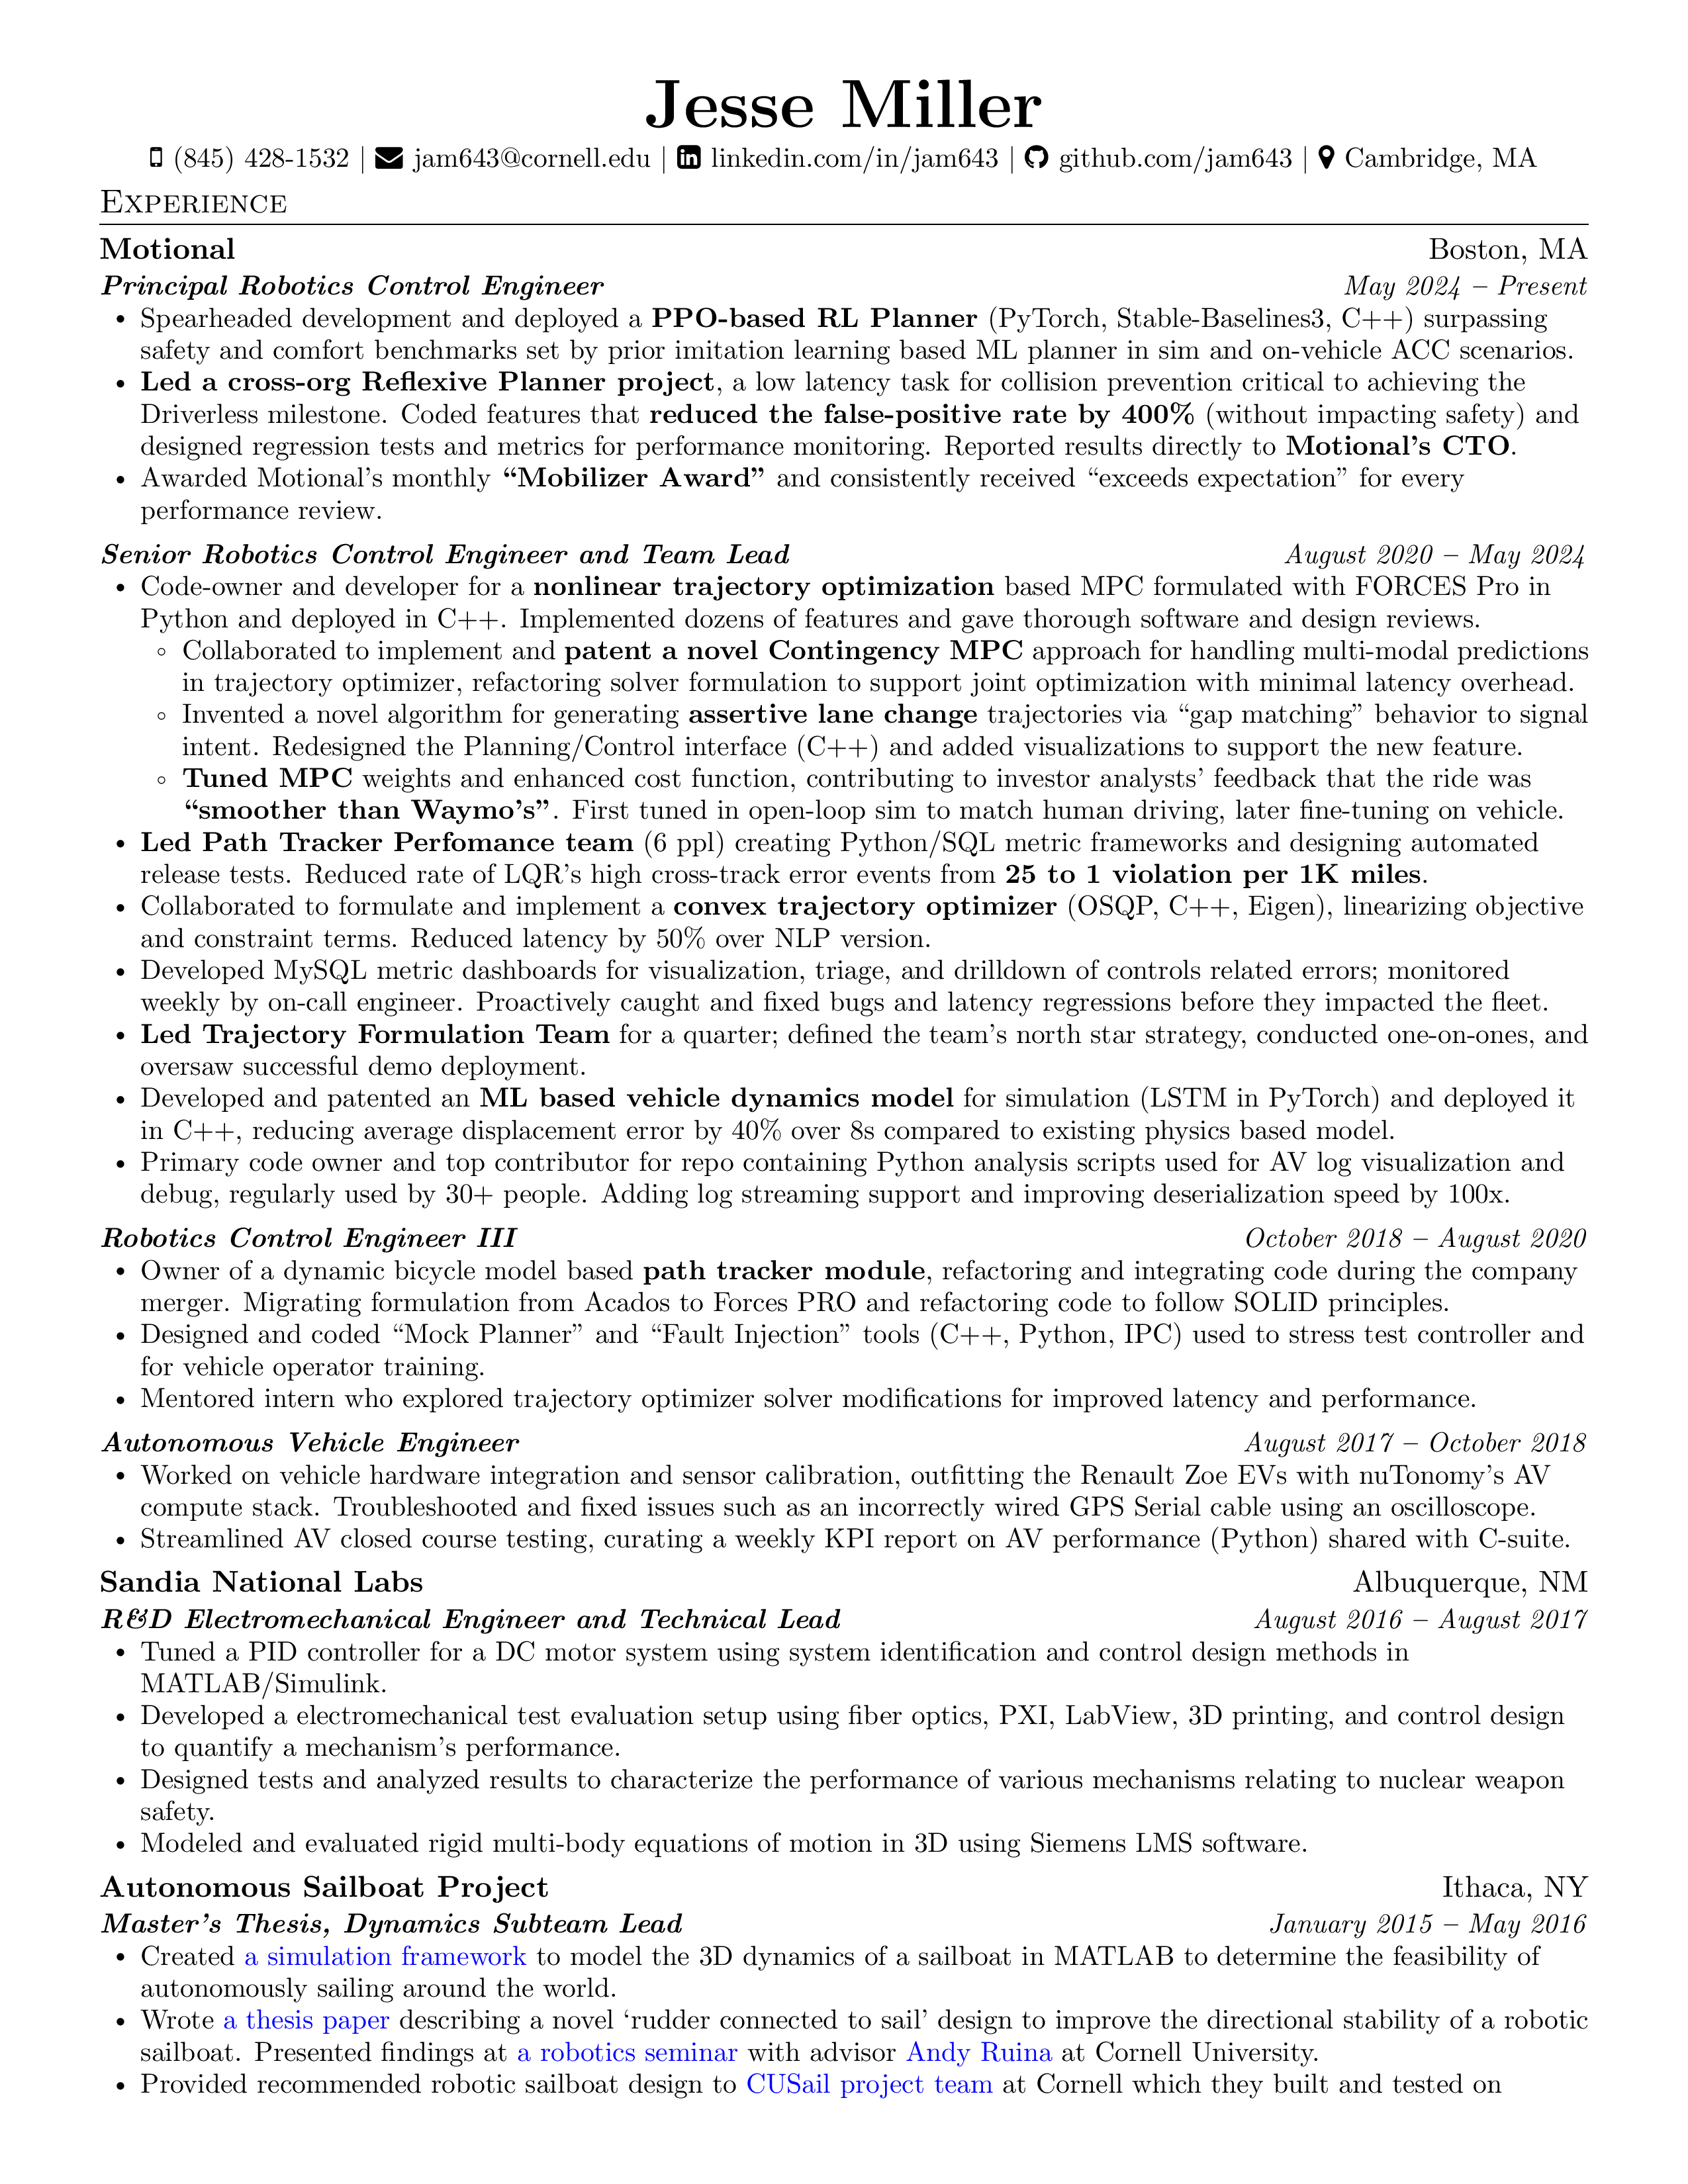 Jesse Miller
(845) 428-1532 | jam643@cornell.edu | linkedin.com/in/jam643 | github.com/jam643 | Cambridge, MA
Experience
Motional Boston, MA
Principal Robotics Control Engineer May 2024 – Present
• Spearheaded development and deployed a PPO-based RL Planner (PyTorch, Stable-Baselines3, C++) surpassing
safety and comfort benchmarks set by prior imitation learning based ML planner in sim and on-vehicle ACC scenarios.
• Led a cross-org Reflexive Planner project, a low latency task for collision prevention critical to achieving the
Driverless milestone. Coded features that reduced the false-positive rate by 400% (without impacting safety) and
designed regression tests and metrics for performance monitoring. Reported results directly to Motional's CTO.
• Awarded Motional's monthly “Mobilizer Award” and consistently received “exceeds expectation” for every
performance review.
Senior Robotics Control Engineer and Team Lead August 2020 – May 2024
• Code-owner and developer for a nonlinear trajectory optimization based MPC formulated with FORCES Pro in
Python and deployed in C++. Implemented dozens of features and gave thorough software and design reviews.
◦ Collaborated to implement and patent a novel Contingency MPC approach for handling multi-modal predictions
in trajectory optimizer, refactoring solver formulation to support joint optimization with minimal latency overhead.
◦ Invented a novel algorithm for generating assertive lane change trajectories via “gap matching” behavior to signal
intent. Redesigned the Planning/Control interface (C++) and added visualizations to support the new feature.
◦ Tuned MPC weights and enhanced cost function, contributing to investor analysts' feedback that the ride was
“smoother than Waymo's”. First tuned in open-loop sim to match human driving, later fine-tuning on vehicle.
• Led Path Tracker Perfomance team (6 ppl) creating Python/SQL metric frameworks and designing automated
release tests. Reduced rate of LQR's high cross-track error events from 25 to 1 violation per 1K miles.
• Collaborated to formulate and implement a convex trajectory optimizer (OSQP, C++, Eigen), linearizing objective
and constraint terms. Reduced latency by 50% over NLP version.
• Developed MySQL metric dashboards for visualization, triage, and drilldown of controls related errors; monitored
weekly by on-call engineer. Proactively caught and fixed bugs and latency regressions before they impacted the fleet.
• Led Trajectory Formulation Team for a quarter; defined the team's north star strategy, conducted one-on-ones, and
oversaw successful demo deployment.
• Developed and patented an ML based vehicle dynamics model for simulation (LSTM in PyTorch) and deployed it
in C++, reducing average displacement error by 40% over 8s compared to existing physics based model.
• Primary code owner and top contributor for repo containing Python analysis scripts used for AV log visualization and
debug, regularly used by 30+ people. Adding log streaming support and improving deserialization speed by 100x.
Robotics Control Engineer III October 2018 – August 2020
• Owner of a dynamic bicycle model based path tracker module, refactoring and integrating code during the company
merger. Migrating formulation from Acados to Forces PRO and refactoring code to follow SOLID principles.
• Designed and coded “Mock Planner” and “Fault Injection” tools (C++, Python, IPC) used to stress test controller and
for vehicle operator training.
• Mentored intern who explored trajectory optimizer solver modifications for improved latency and performance.
Autonomous Vehicle Engineer August 2017 – October 2018
• Worked on vehicle hardware integration and sensor calibration, outfitting the Renault Zoe EVs with nuTonomy's AV
compute stack. Troubleshooted and fixed issues such as an incorrectly wired GPS Serial cable using an oscilloscope.
• Streamlined AV closed course testing, curating a weekly KPI report on AV performance (Python) shared with C-suite.
Sandia National Labs Albuquerque, NM
R&D Electromechanical Engineer and Technical Lead August 2016 – August 2017
• Tuned a PID controller for a DC motor system using system identification and control design methods in
MATLAB/Simulink.
• Developed a electromechanical test evaluation setup using fiber optics, PXI, LabView, 3D printing, and control design
to quantify a mechanism's performance.
• Designed tests and analyzed results to characterize the performance of various mechanisms relating to nuclear weapon
safety.
• Modeled and evaluated rigid multi-body equations of motion in 3D using Siemens LMS software.
Autonomous Sailboat Project Ithaca, NY
Master's Thesis, Dynamics Subteam Lead January 2015 – May 2016
• Created a simulation framework to model the 3D dynamics of a sailboat in MATLAB to determine the feasibility of
autonomously sailing around the world.
• Wrote a thesis paper describing a novel ‘rudder connected to sail’ design to improve the directional stability of a robotic
sailboat. Presented findings at a robotics seminar with advisor Andy Ruina at Cornell University.
• Provided recommended robotic sailboat design to CUSail project team at Cornell which they built and tested on